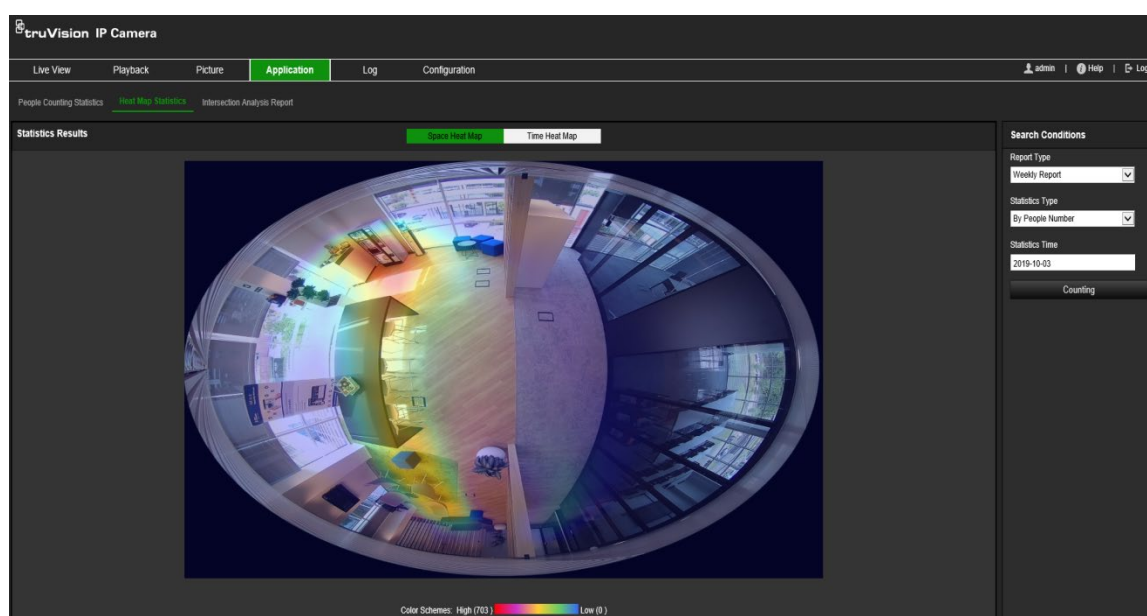 truVision IP Camera
Live View Playback Picture Application Log Configuration admin | Help | Log
People Counting Statistics Heat Map Statistics Intersection Analysis Report
Statistics Results Space Heat Map Time Heat Map
Search Conditions
Report Type
Weekly Report
Statistics Type
By People Number
Statistics Time
2019-10-03
Counting
Color Schemes: High (703 ) Low (0 )